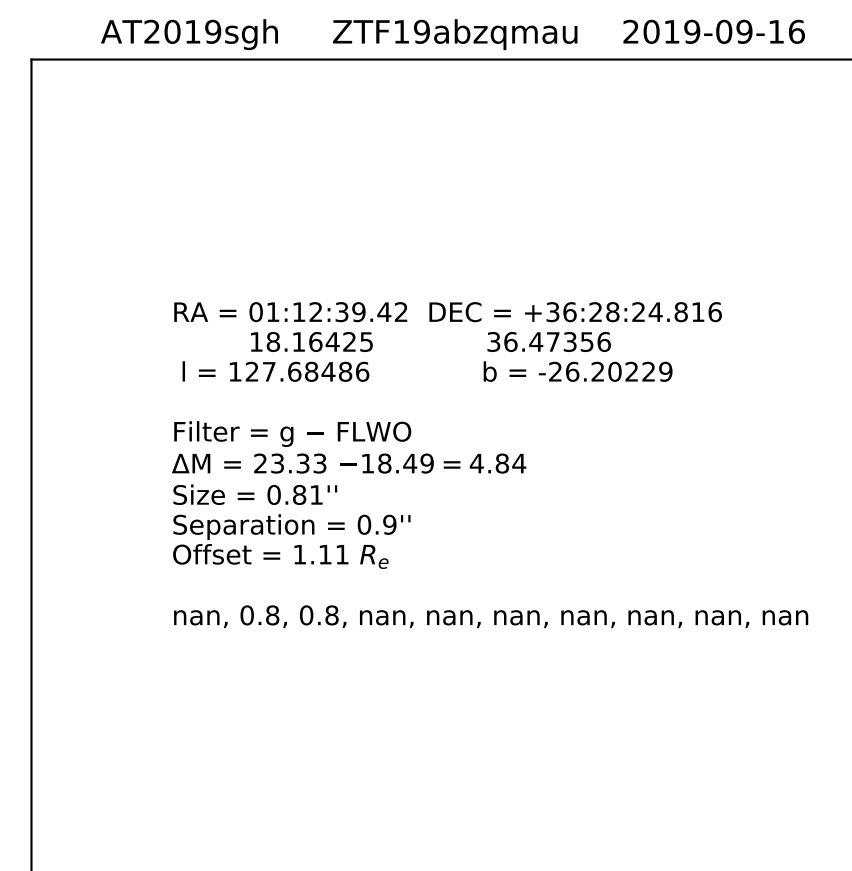 AT2019sgh ZTF19abzqmau 2019-09-16
RA = 01:12:39.42 DEC = +36:28:24.816
18.16425 36.47356
l = 127.68486 b = -26.20229
Filter = g − FLWO
ΔM = 23.33 −18.49 = 4.84
Size = 0.81''
Separation = 0.9''
Offset = 1.11 Re
nan, 0.8, 0.8, nan, nan, nan, nan, nan, nan, nan